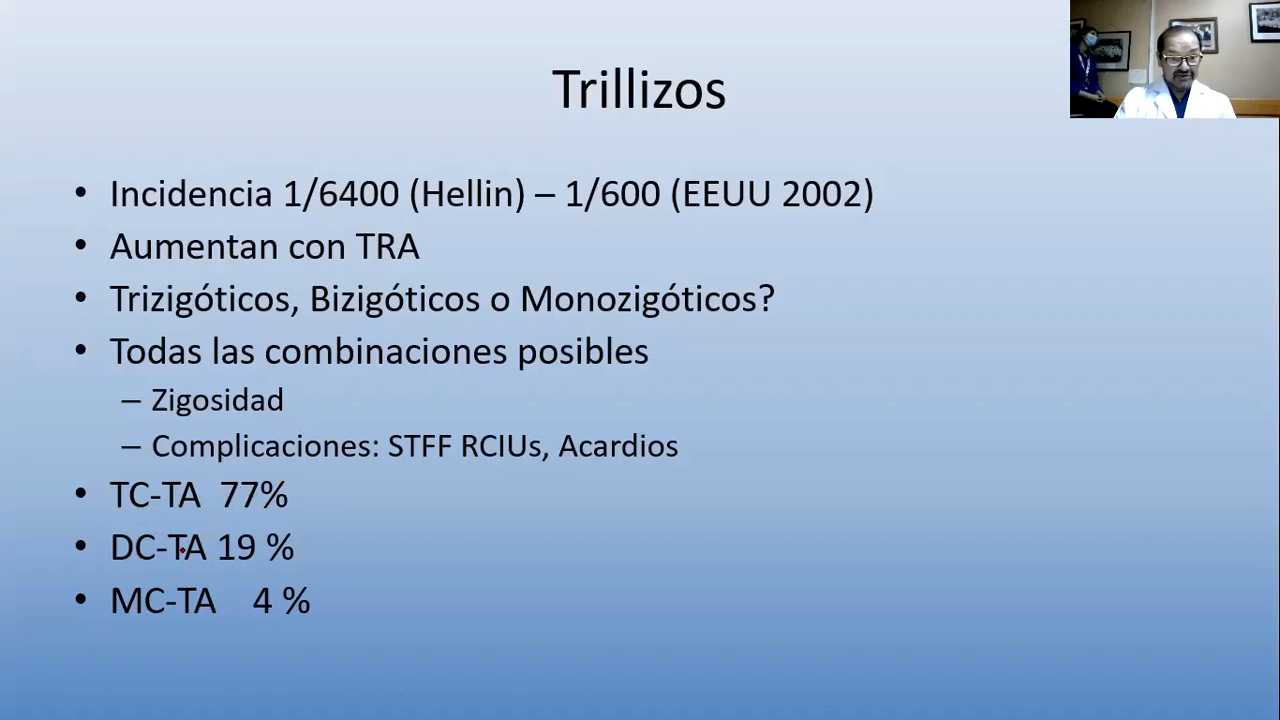 Trillizos
• Incidencia 1/6400 (Hellin) – 1/600 (EEUU 2002)
• Aumentan con TRA
• Trizigóticos, Bizigóticos o Monozigóticos?
• Todas las combinaciones posibles
– Zigosidad
– Complicaciones: STFF RCIUs, Acardios
• TC-TA 77%
• DC-TA 19 %
• MC-TA 4 %